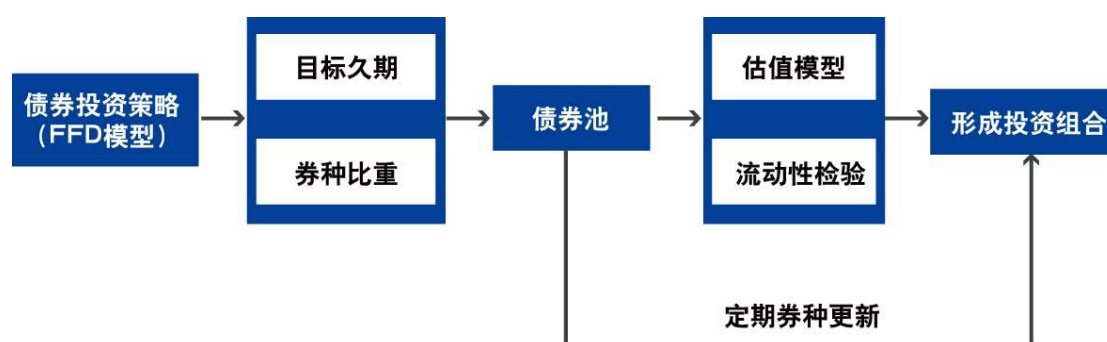 债券投资策略
（FFD模型）
目标久期
券种比重
债券池
估值模型
流动性检验
形成投资组合
定期券种更新